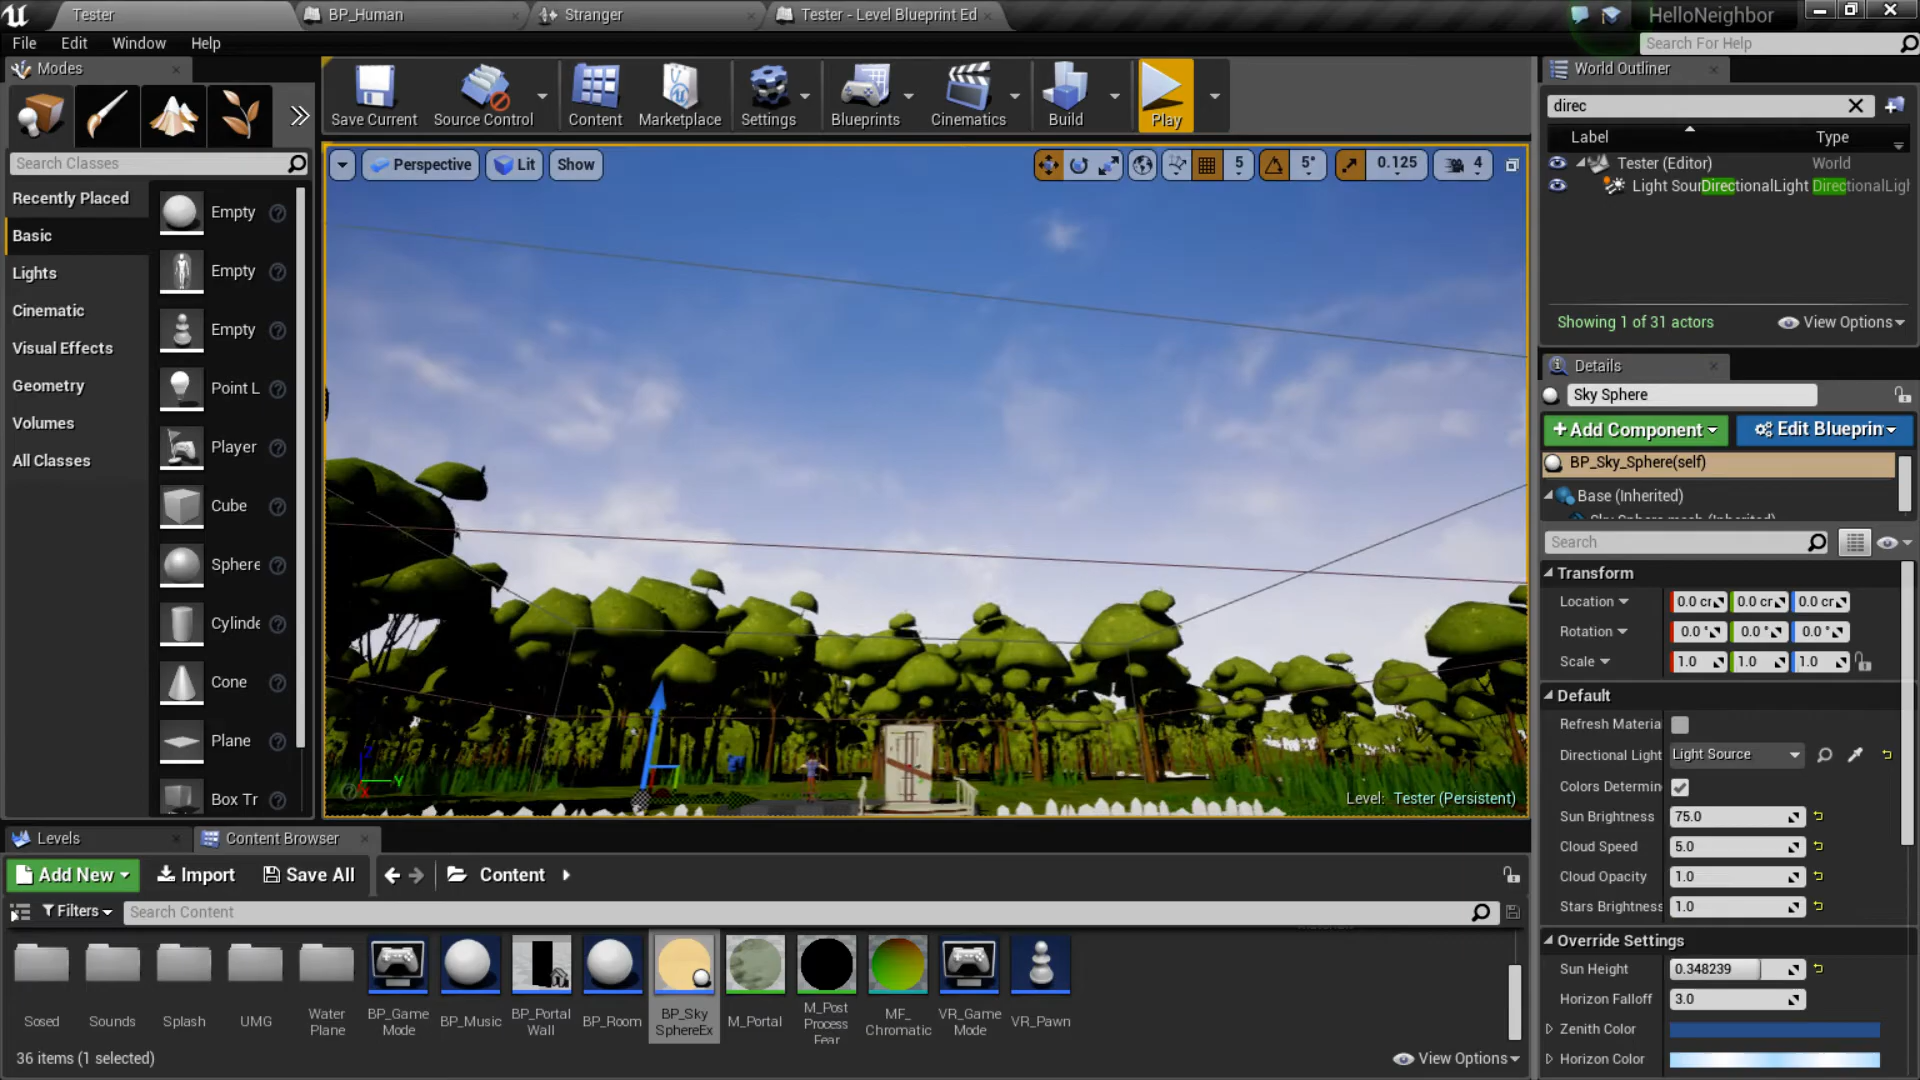 Tester
BP_Human
Stranger
Tester - Level Blueprint Ed
HelloNeighbor
File
Edit
Window
Help
Search For Help
Modes
Save Current
Source Control
Content
Marketplace
Settings
Blueprints
Cinematics
Build
Play
World Outliner
direc
Label
Type
Tester (Editor)
World
Light SourDirectionalLight
DirectionalLigh
Showing 1 of 31 actors
View Options
Search Classes
Recently Placed
Basic
Lights
Cinematic
Visual Effects
Geometry
Volumes
All Classes
Empty
Empty
Empty
Point L
Player
Cube
Sphere
Cylinde
Cone
Plane
Box Tr
Perspective
Lit
Show
5
5°
0.125
4
Level: Tester (Persistent)
Details
Sky Sphere
+Add Component
Edit Blueprin
BP_Sky_Sphere(self)
Base (Inherited)
Search
Transform
Location
0.0 cr
0.0 cr
0.0 cr
Rotation
0.0 °
0.0 °
0.0 °
Scale
1.0
1.0
1.0
Default
Refresh Materia
Directional Light
Light Source
Colors Determin
Sun Brightness
75.0
Cloud Speed
5.0
Cloud Opacity
1.0
Stars Brightness
1.0
Override Settings
Sun Height
0.348239
Horizon Falloff
3.0
Zenith Color
Horizon Color
Levels
Content Browser
Add New
Import
Save All
Content
Filters
Search Content
Sosed
Sounds
Splash
UMG
Water Plane
BP_Game Mode
BP_Music
BP_Portal Wall
BP_Room
BP_Sky SphereEx
M_Portal
M_Post Process Fear
MF_ Chromatic
VR_Game Mode
VR_Pawn
36 items (1 selected)
View Options